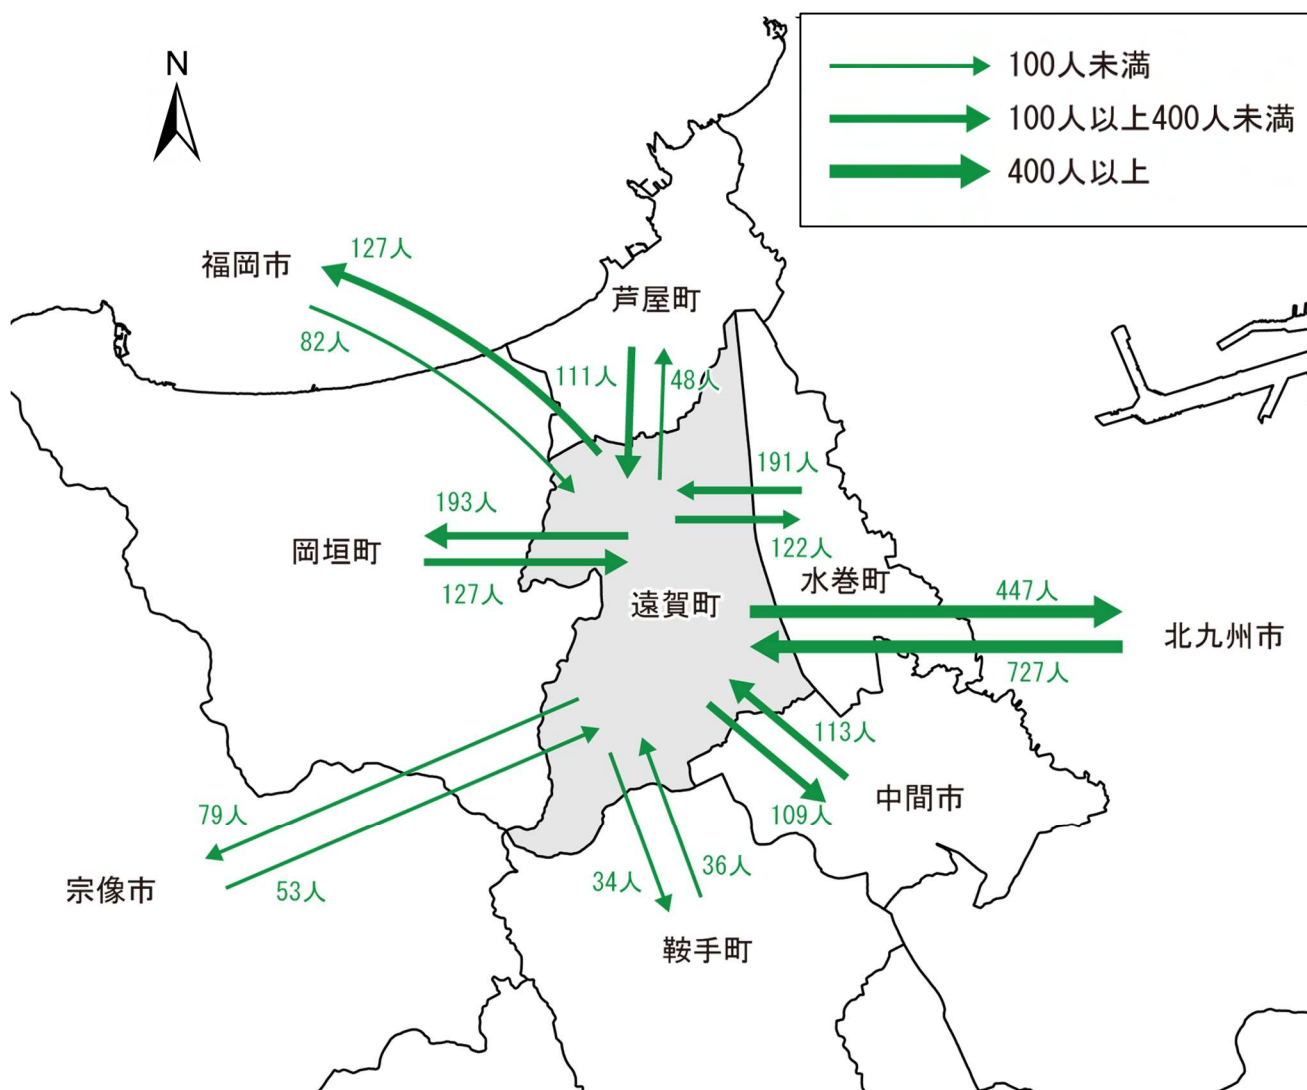 N
100人未満
100人以上400人未満
400人以上
福岡市
127人
82人
芦屋町
111人
48人
191人
122人
193人
127人
岡垣町
遠賀町
水巻町
447人
727人
北九州市
113人
109人
中間市
79人
53人
宗像市
34人
36人
鞍手町